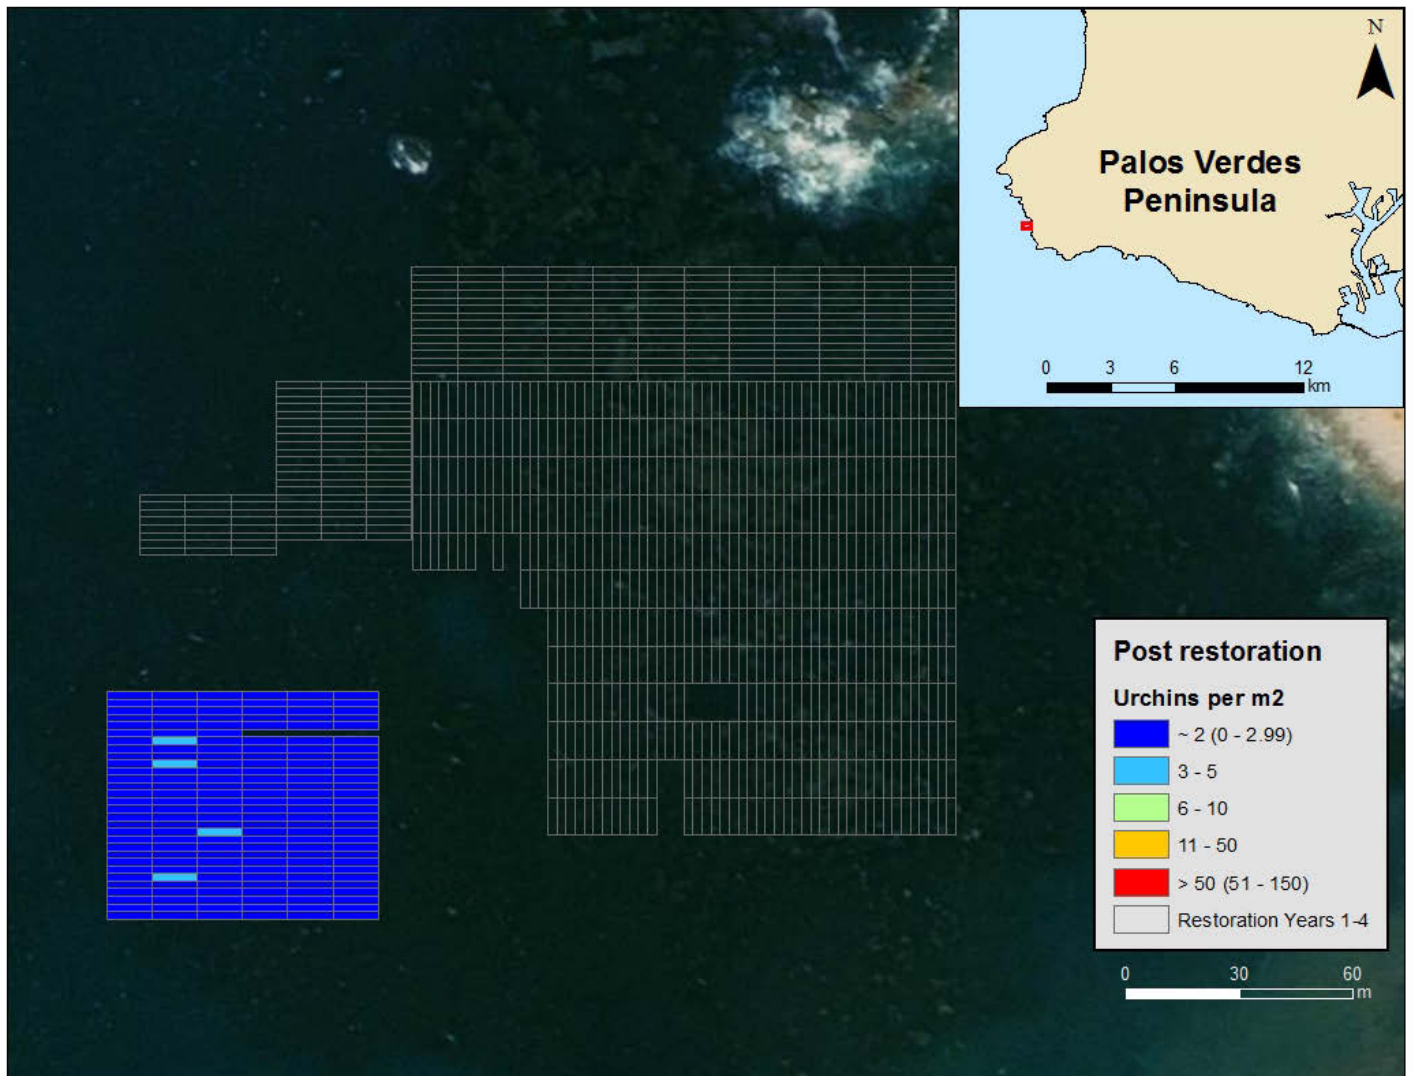 N
Palos Verdes
Peninsula
0 3 6 12
km
Post restoration
Urchins per m2
~ 2 (0 - 2.99)
3 - 5
6 - 10
11 - 50
> 50 (51 - 150)
Restoration Years 1-4
0 30 60
m